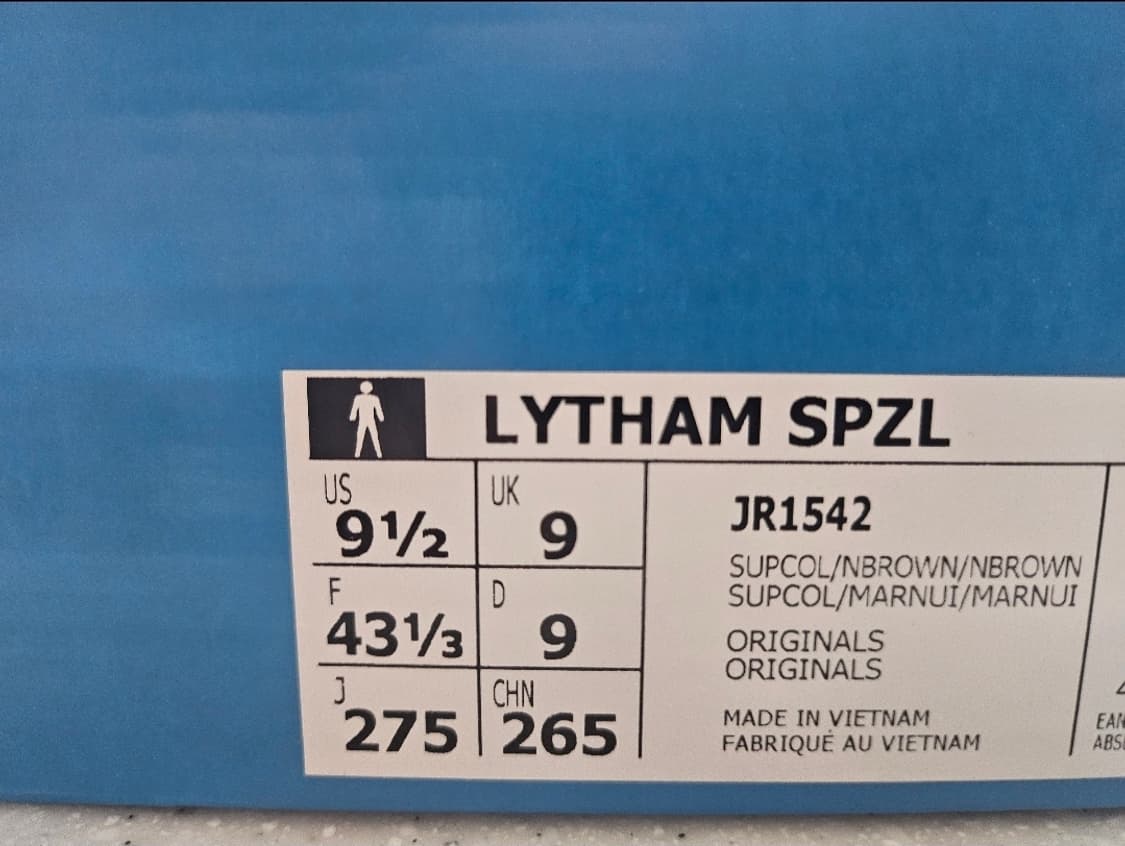 LYTHAM SPZL
US 9½
UK 9
F 43⅓
D 9
J 275
CHN 265
JR1542
SUPCOL/NBROWN/NBROWN
SUPCOL/MARNUI/MARNUI
ORIGINALS
ORIGINALS
MADE IN VIETNAM
FABRIQUÉ AU VIETNAM
EAN